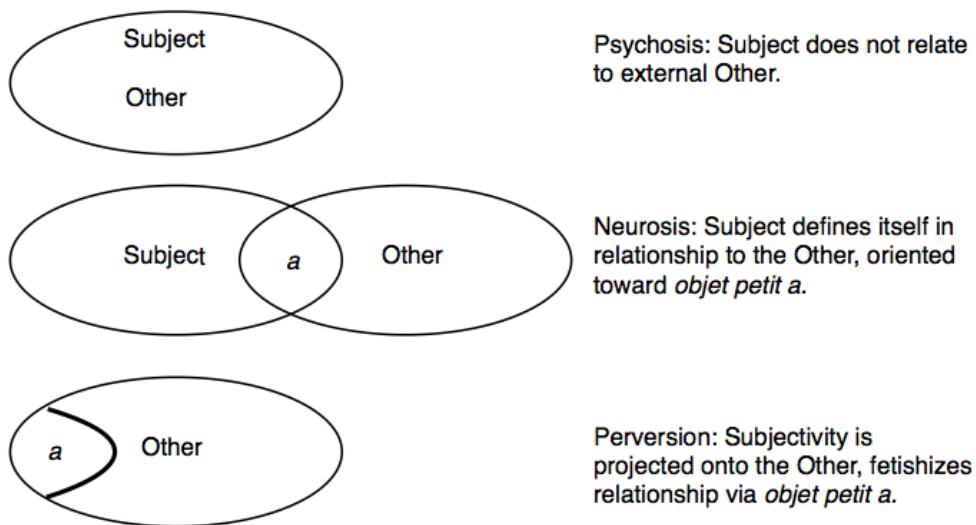 Subject
Other
Psychosis: Subject does not relate
to external Other.
Subject
a
Other
Neurosis: Subject defines itself in
relationship to the Other, oriented
toward objet petit a.
a
Other
Perversion: Subjectivity is
projected onto the Other, fetishizes
relationship via objet petit a.